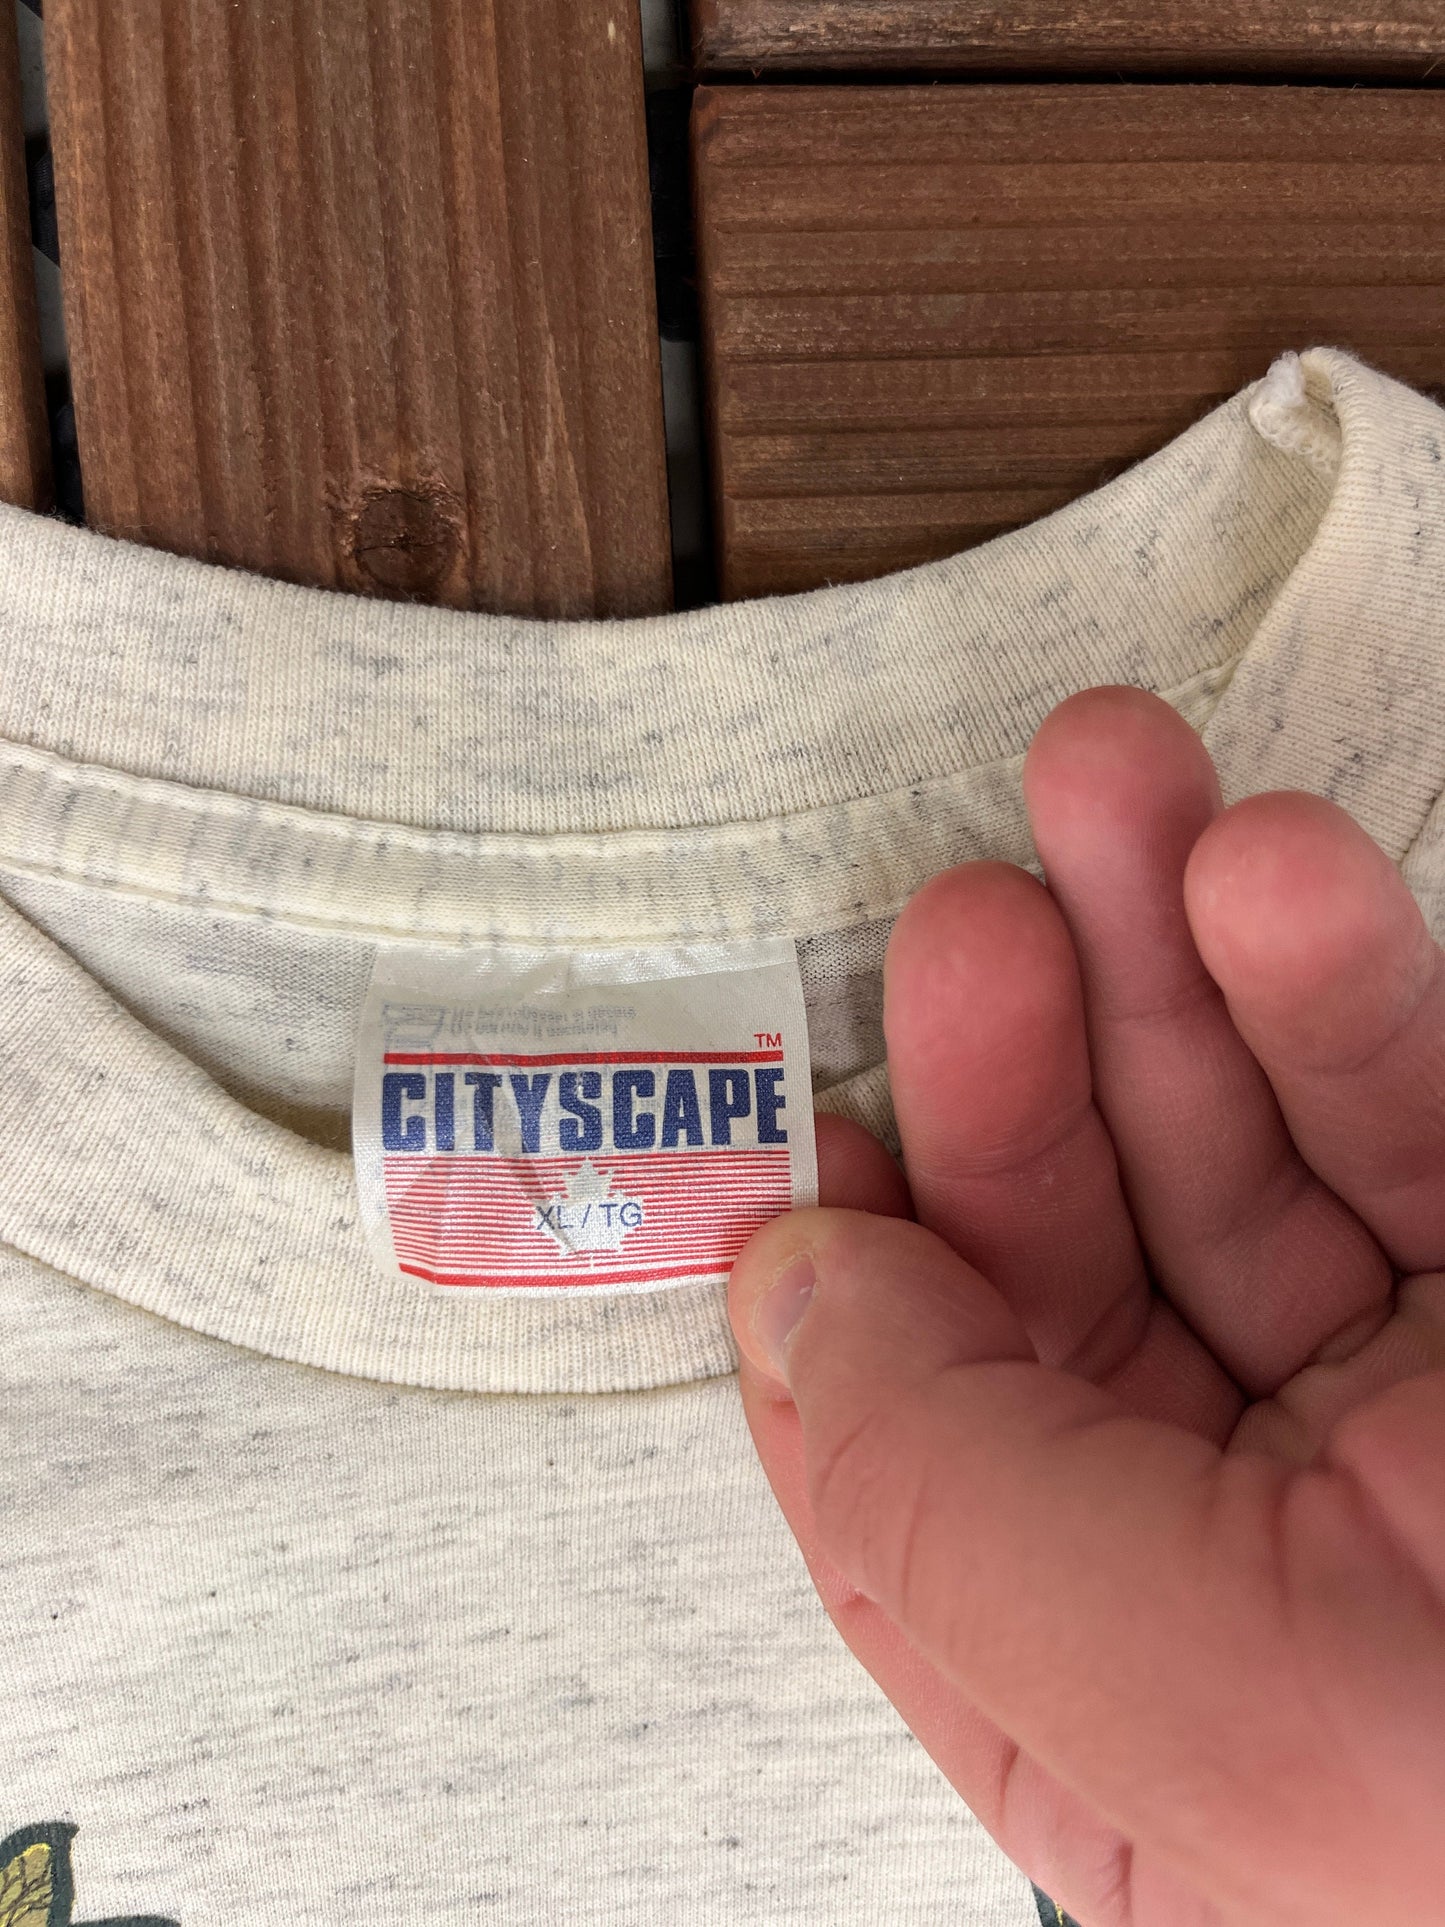 TM
CITYSCAPE
XL / TG